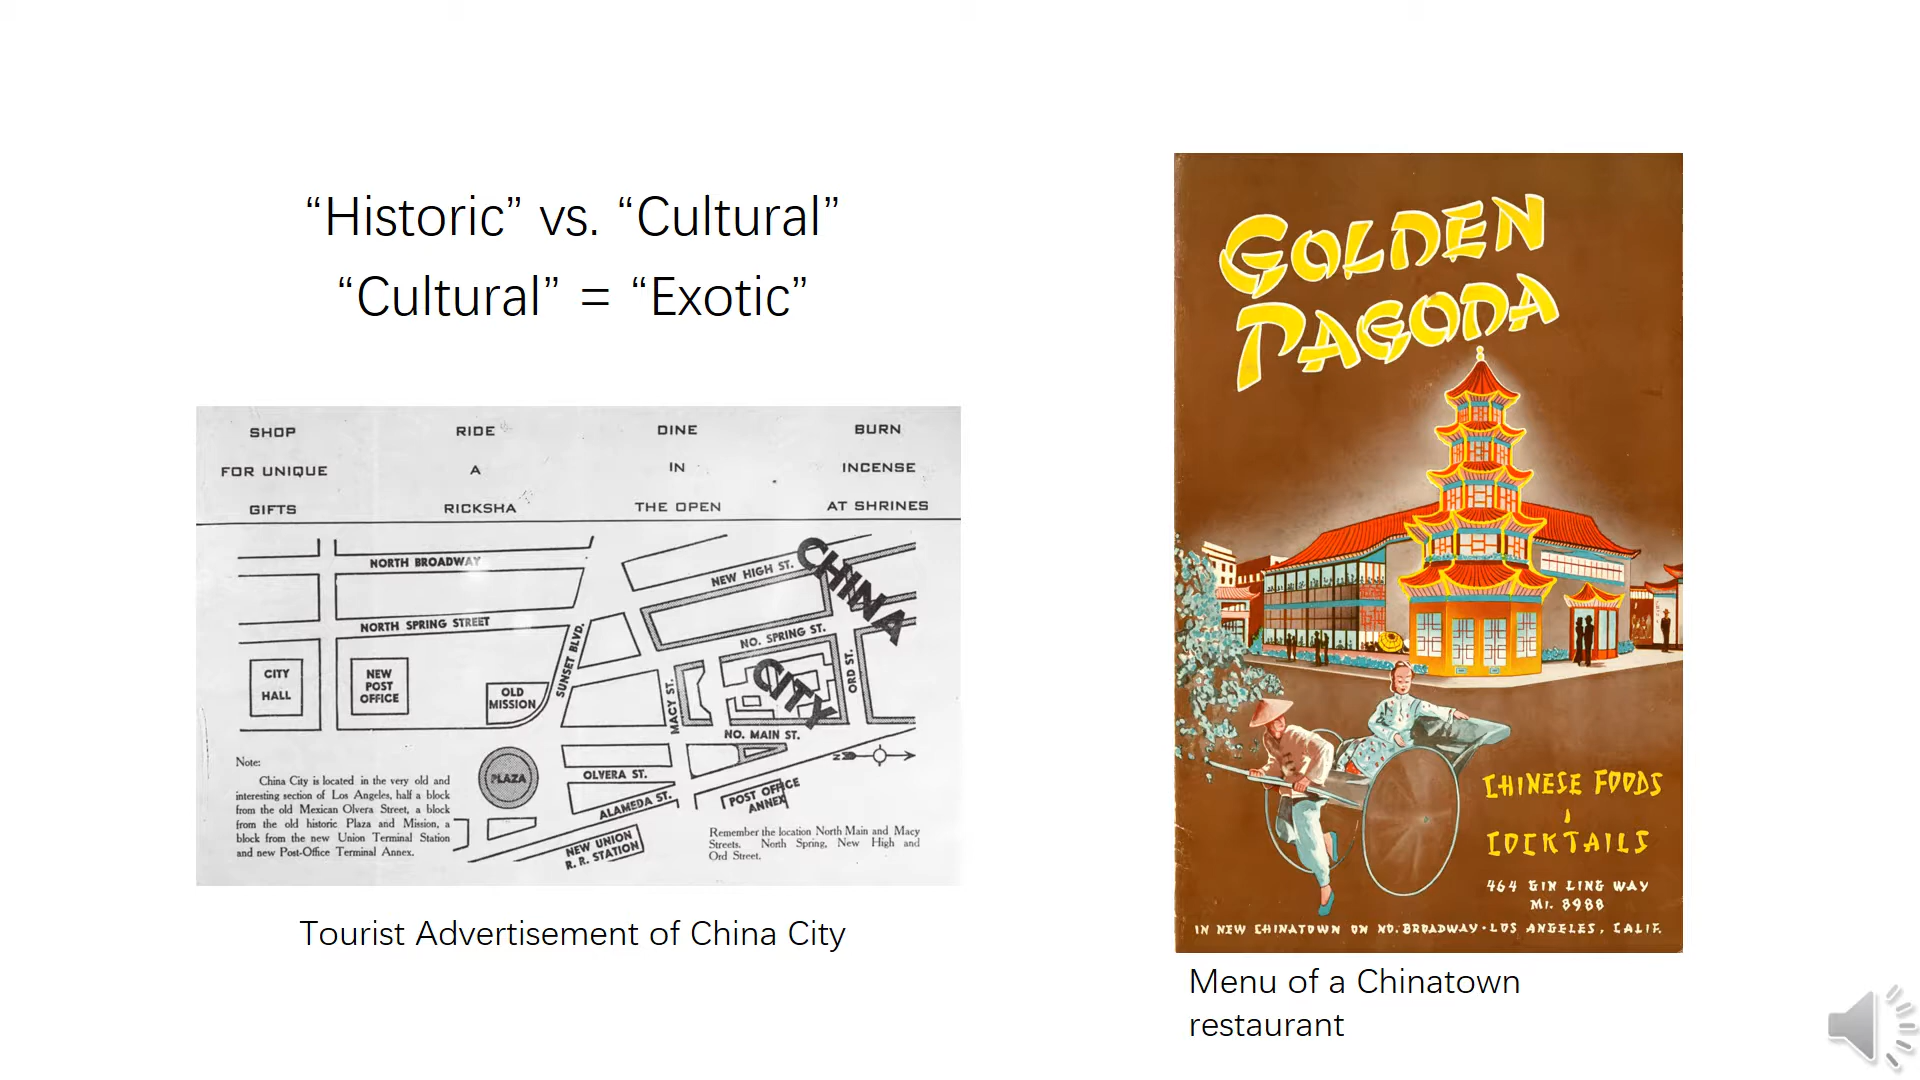 “Historic” vs. “Cultural”
“Cultural” = “Exotic”
SHOP
FOR UNIQUE
GIFTS
RIDE
A
RICKSHA
DINE
IN
THE OPEN
BURN
INCENSE
AT SHRINES
NORTH BROADWAY
NEW HIGH ST.
CHINA
NORTH SPRING STREET
NO. SPRING ST.
SUNSET BLVD.
CITY
HALL
NEW
POST
OFFICE
OLD
MISSION
MACY ST.
CITY
ORD ST.
NO. MAIN ST.
N
PLAZA
OLVERA ST.
ALAMEDA ST.
POST OFFICE
ANNEX
NEW UNION
R. R. STATION
Note:
China City is located in the very old and
interesting section of Los Angeles, half a block
from the old Mexican Olvera Street, a block
from the old historic Plaza and Mission, a
block from the new Union Terminal Station
and new Post-Office Terminal Annex.
Remember the location North Main and Macy
Streets. North Spring, New High and
Ord Street.
Tourist Advertisement of China City
GOLDEN
PAGODA
CHINESE FOODS
&
COCKTAILS
464 GIN LING WAY
MI. 8988
IN NEW CHINATOWN ON NO. BROADWAY · LOS ANGELES, CALIF.
Menu of a Chinatown
restaurant